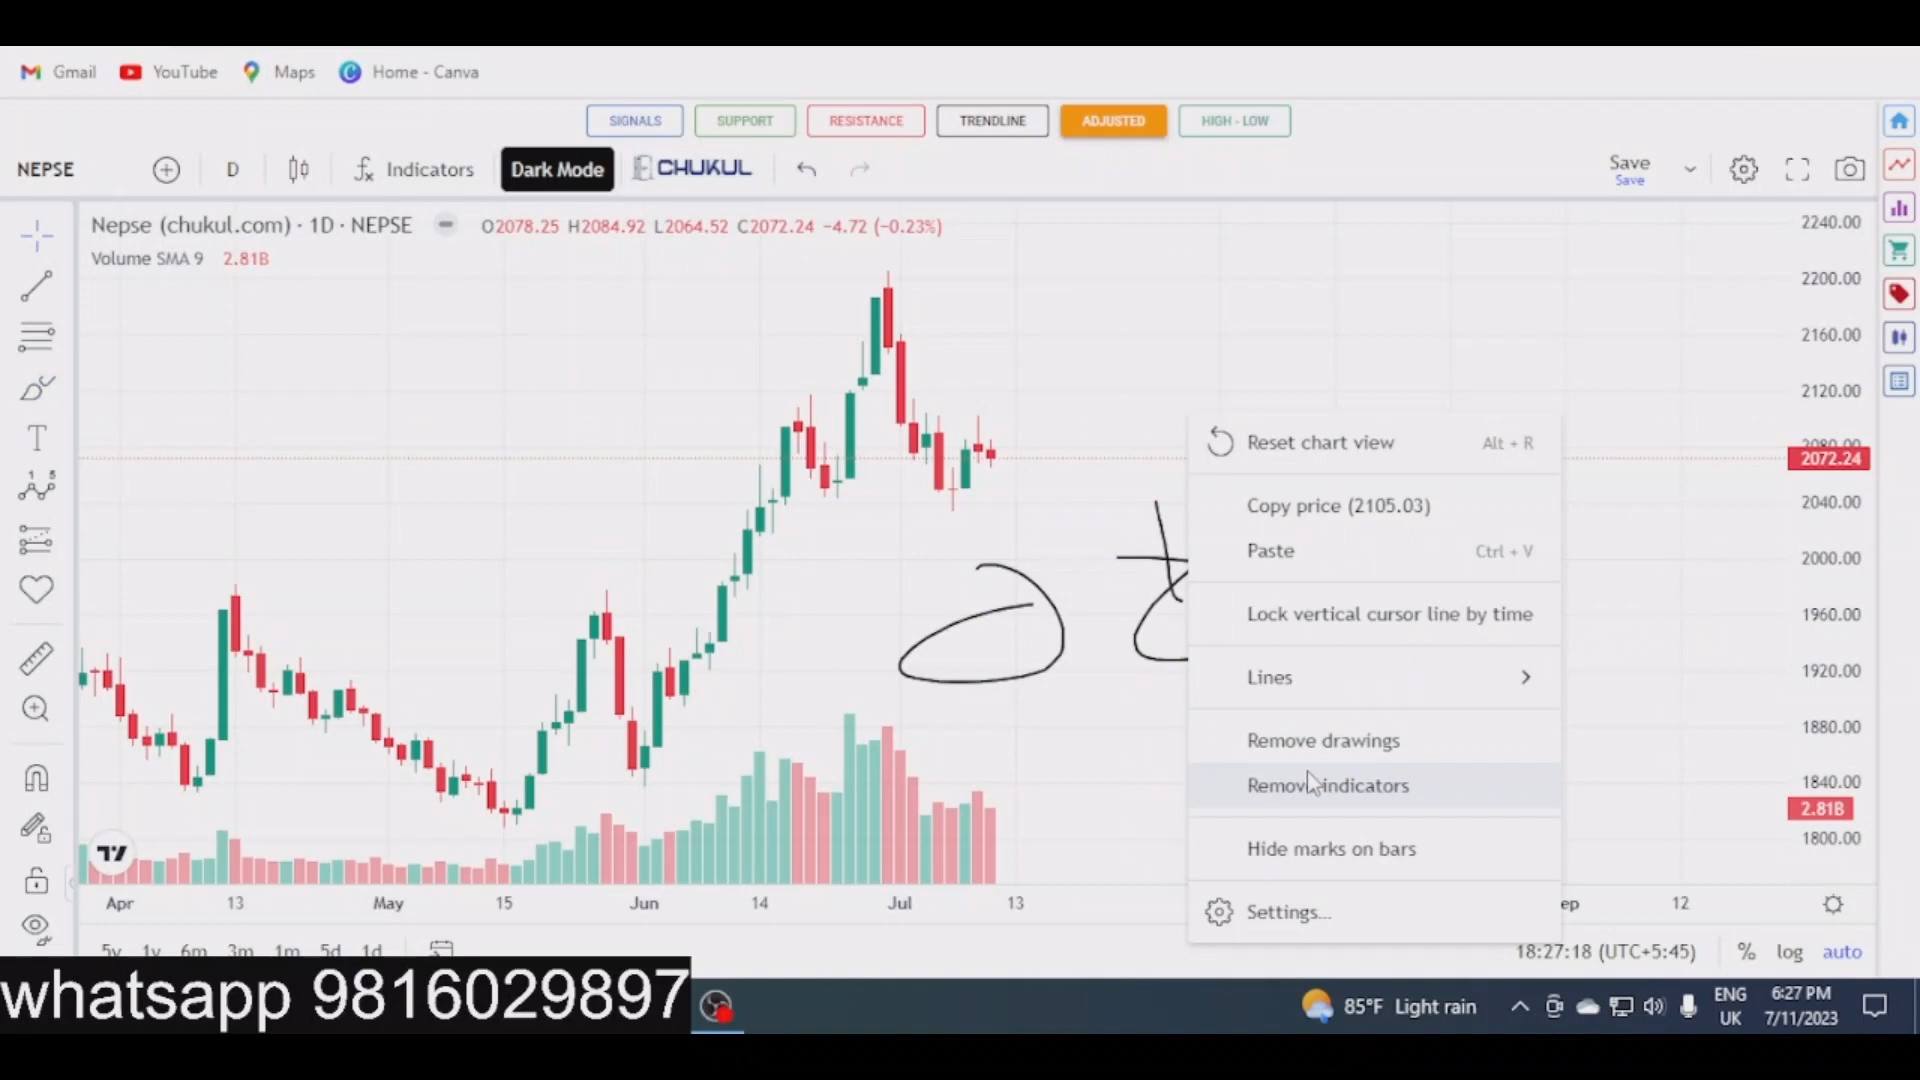 Gmail YouTube Maps Home - Canva
SIGNALS SUPPORT RESISTANCE TRENDLINE ADJUSTED HIGH - LOW
NEPSE D Indicators Dark Mode CHUKUL Save
Save
Nepse (chukul.com) · 1D · NEPSE O2078.25 H2084.92 L2064.52 C2072.24 −4.72 (−0.23%)
Volume SMA 9 2.81B
2240.00
2200.00
2160.00
2120.00
2080.00
2072.24
2040.00
2000.00
1960.00
1920.00
1880.00
1840.00
2.81B
1800.00
Reset chart view Alt + R
Copy price (2105.03)
Paste Ctrl + V
Lock vertical cursor line by time
Lines
Remove drawings
Remove indicators
Hide marks on bars
Settings...
Apr 13 May 15 Jun 14 Jul 13 ep 12
5y 1y 6m 3m 1m 5d 1d 18:27:18 (UTC+5:45) % log auto
whatsapp 9816029897
85°F Light rain ENG UK 6:27 PM 7/11/2023